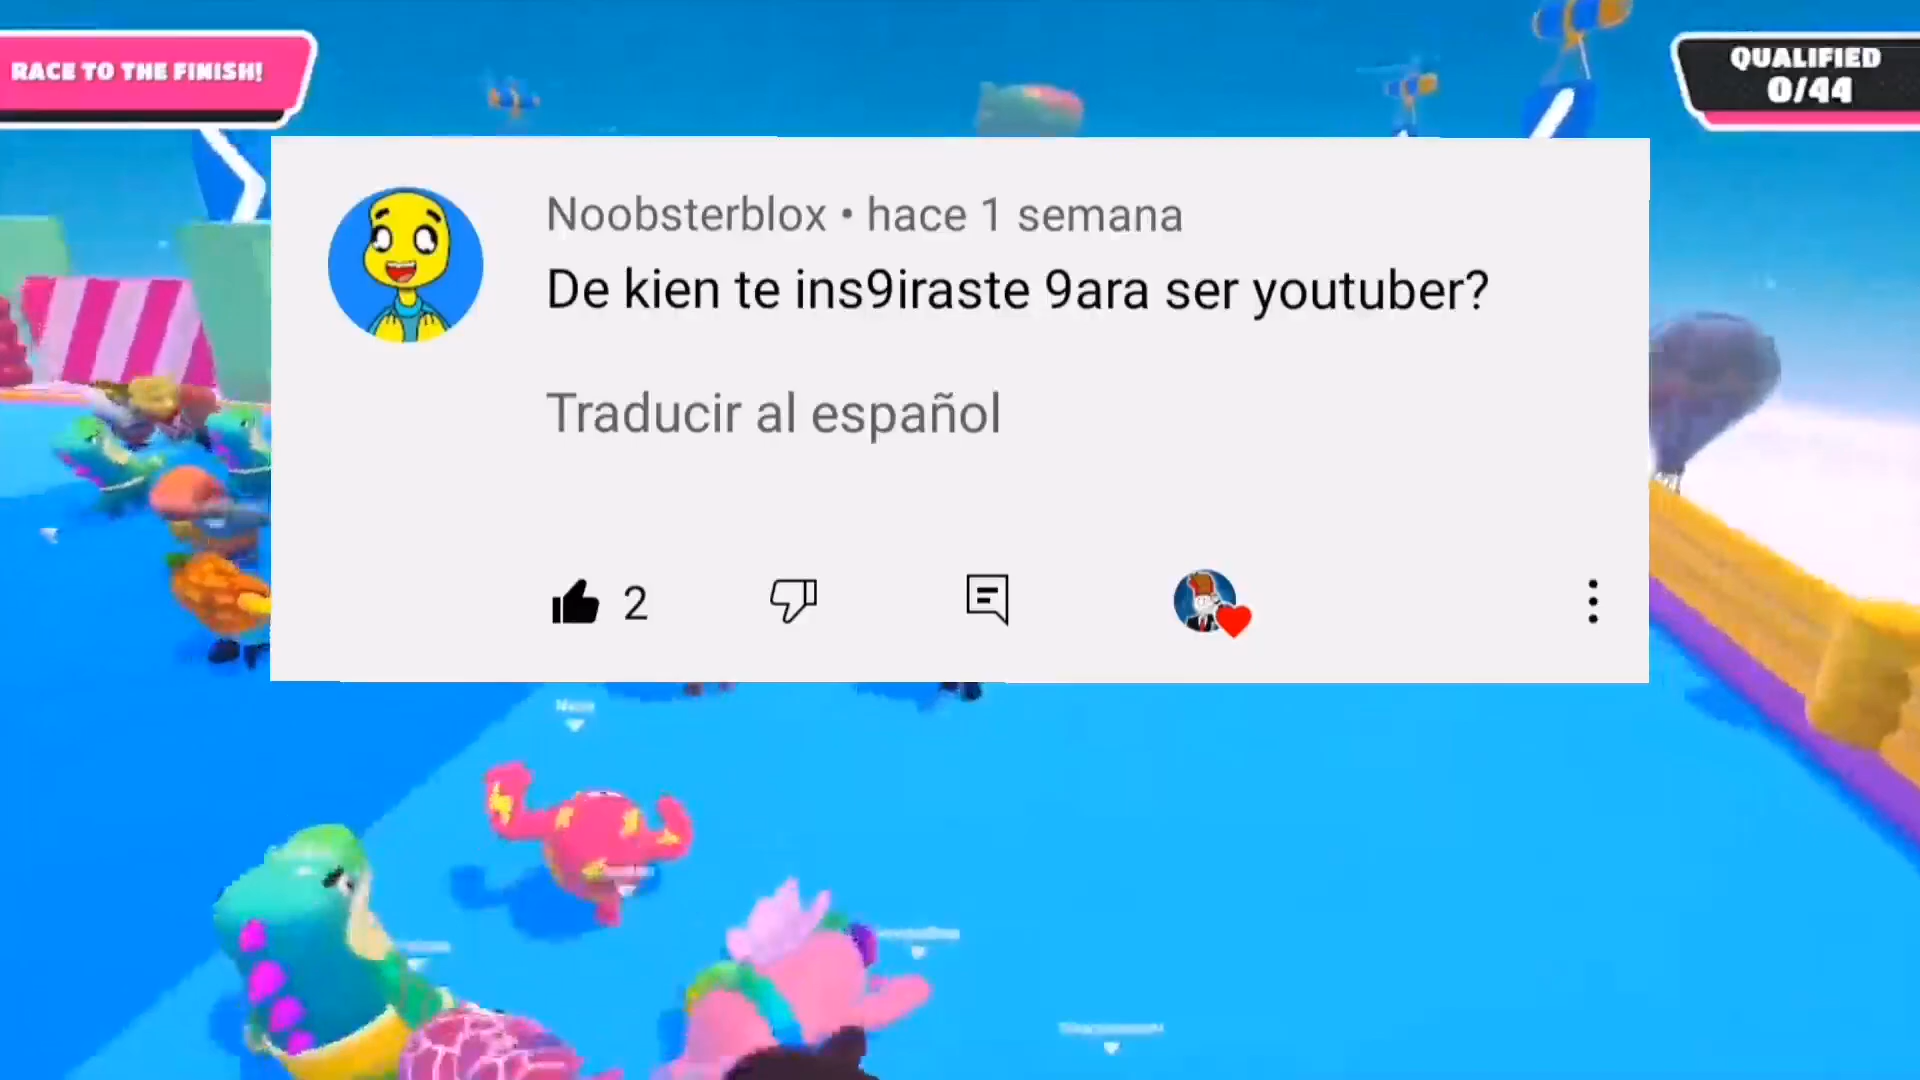 RACE TO THE FINISH!
QUALIFIED
0/44
Noobsterblox • hace 1 semana
De kien te ins9iraste 9ara ser youtuber?
Traducir al español
2